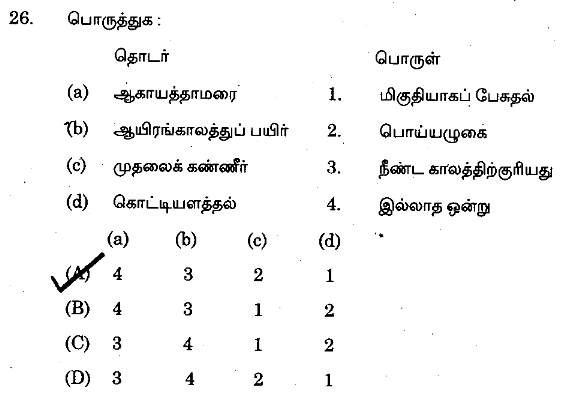 26. பொருத்துக :
தொடர் பொருள்
(a) ஆகாயத்தாமரை 1. மிகுதியாகப் பேசுதல்
(b) ஆயிரங்காலத்துப் பயிர் 2. பொய்யழுகை
(c) முதலைக் கண்ணீர் 3. நீண்ட காலத்திற்குரியது
(d) கொட்டியளத்தல் 4. இல்லாத ஒன்று
(a) (b) (c) (d)
(A) 4 3 2 1
(B) 4 3 1 2
(C) 3 4 1 2
(D) 3 4 2 1